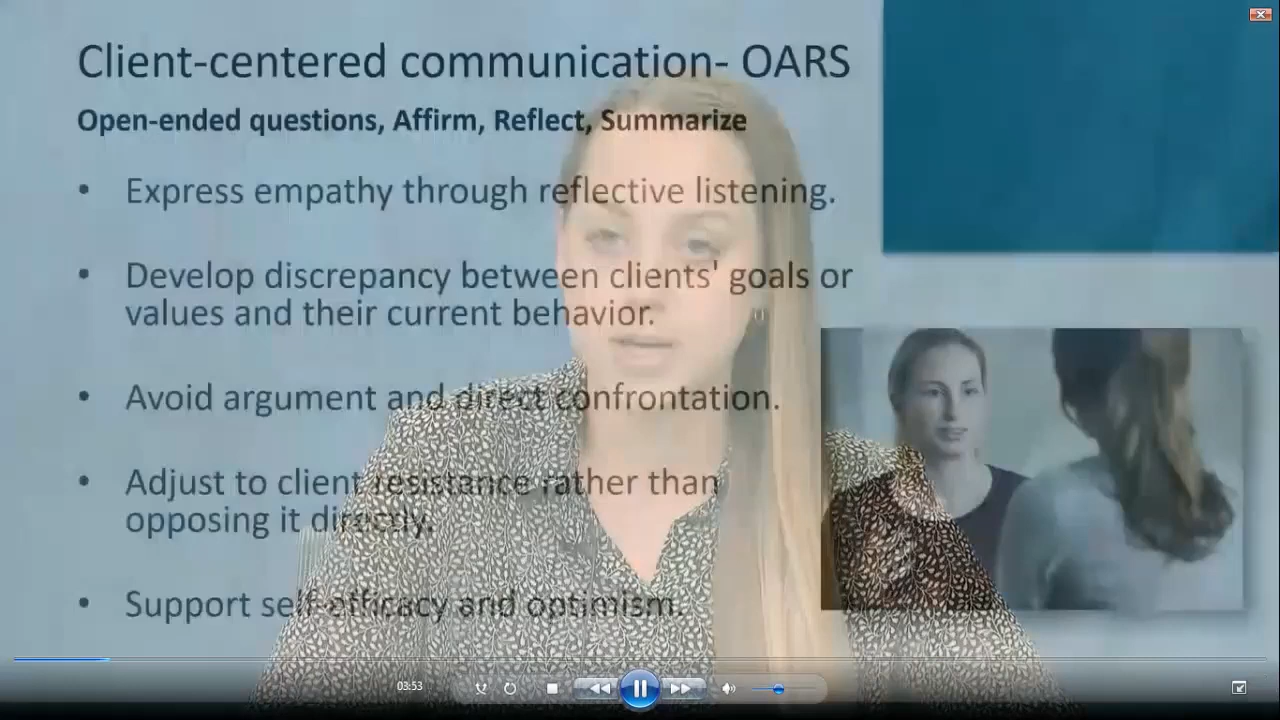 Client-centered communication- OARS
Open-ended questions, Affirm, Reflect, Summarize
• Express empathy through reflective listening.
• Develop discrepancy between clients' goals or
values and their current behavior.
• Avoid argument and direct confrontation.
• Adjust to client resistance rather than
opposing it directly.
• Support self-efficacy and optimism.
03:53